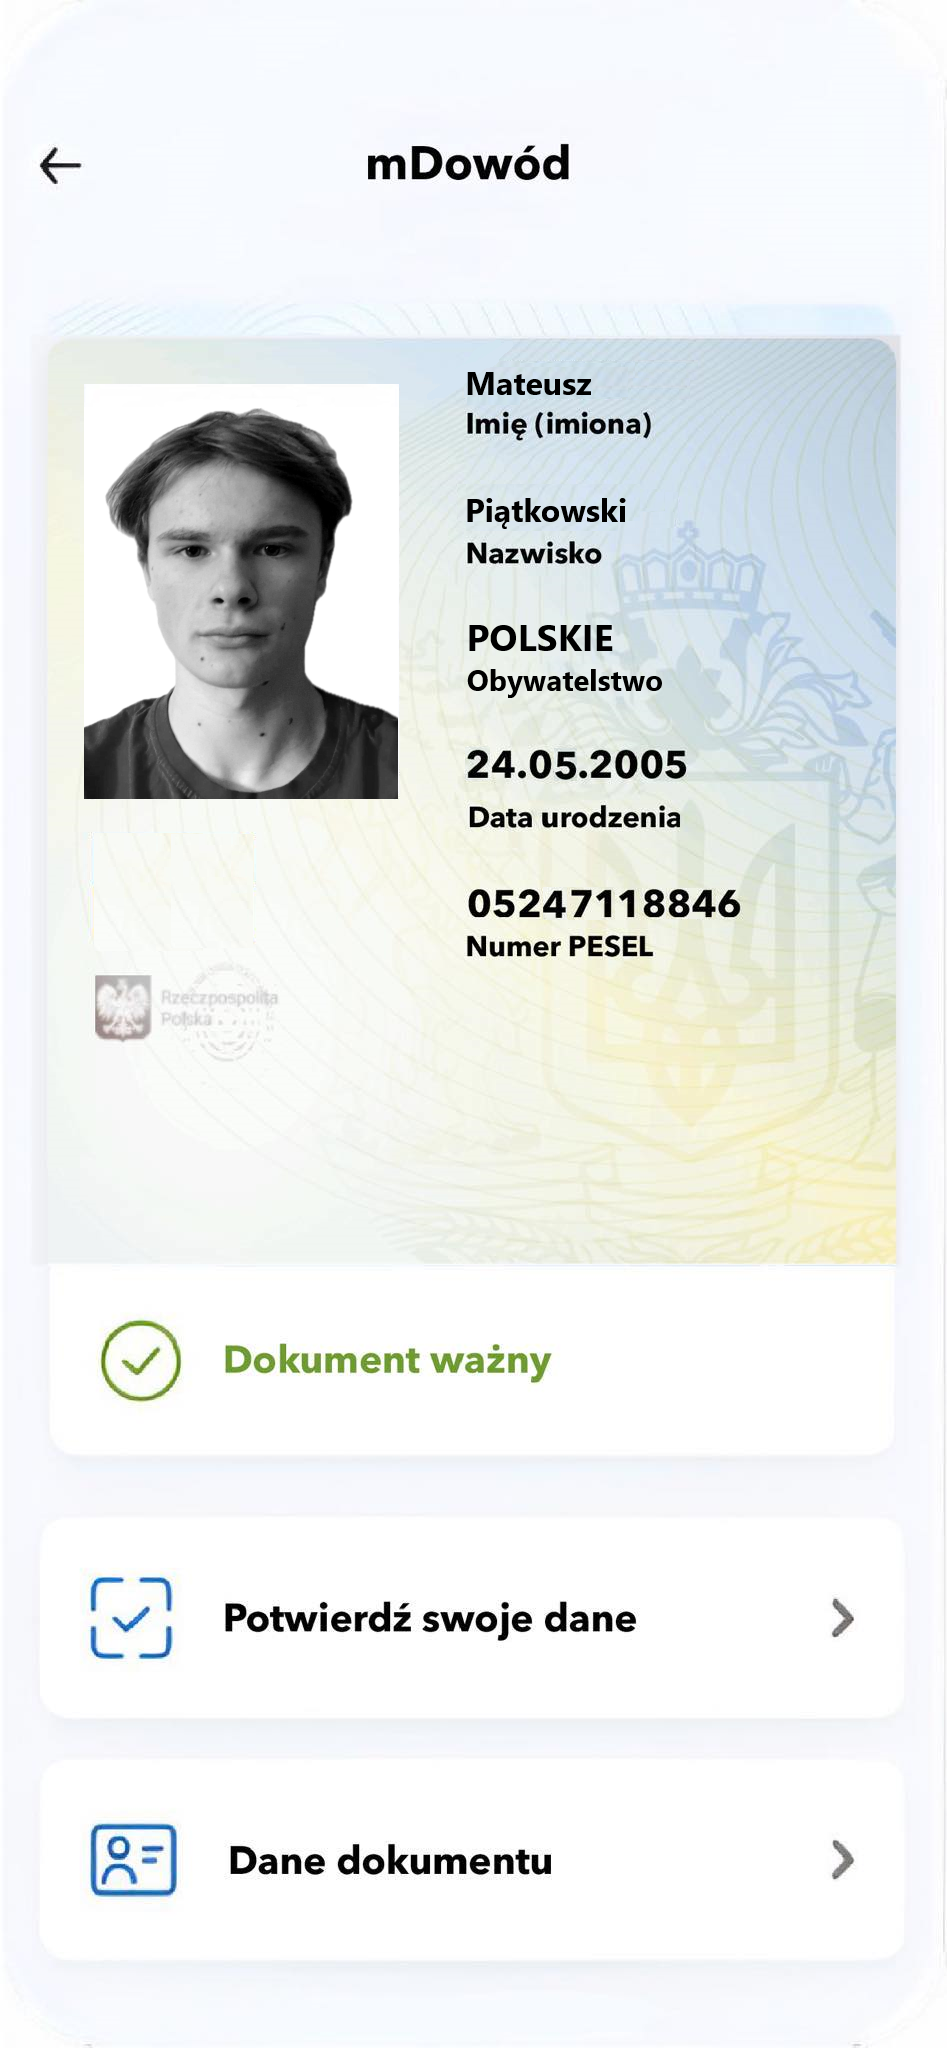 mDowód
Mateusz
Imię (imiona)
Piątkowski
Nazwisko
POLSKIE
Obywatelstwo
24.05.2005
Data urodzenia
05247118846
Numer PESEL
Rzeczpospolita
Polska
Dokument ważny
Potwierdź swoje dane
Dane dokumentu